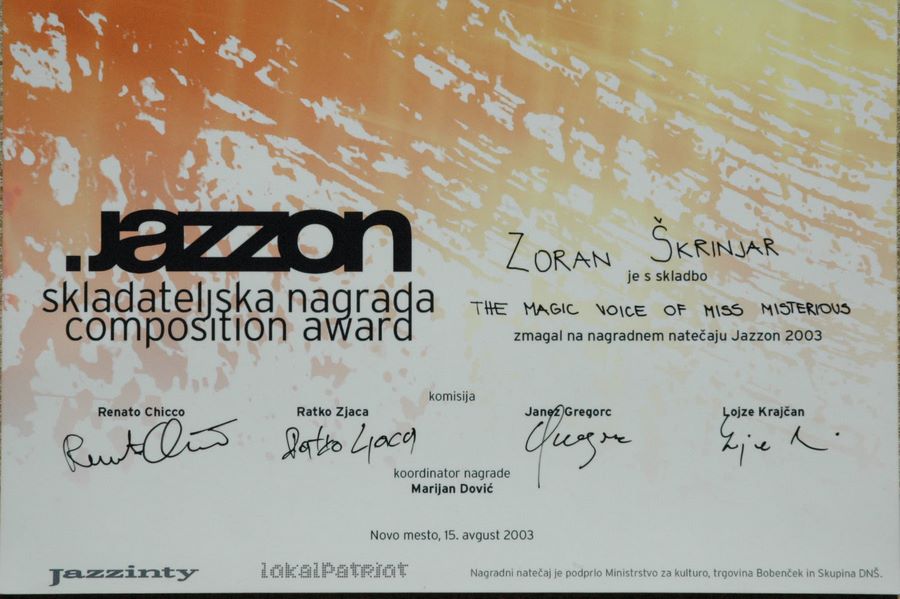 .jazzon
skladateljska nagrada
composition award
ZORAN ŠKRINJAR
je s skladbo
THE MAGIC VOICE OF MISS MISTERIOUS
zmagal na nagradnem natečaju Jazzon 2003
komisija
Renato Chicco Ratko Zjaca Janez Gregorc Lojze Krajčan
Ratko Zjaca
koordinator nagrade
Marijan Dović
Novo mesto, 15. avgust 2003
Jazzinty lokalPatriot Nagradni natečaj je podprlo Ministrstvo za kulturo, trgovina Bobenček in Skupina DNŠ.